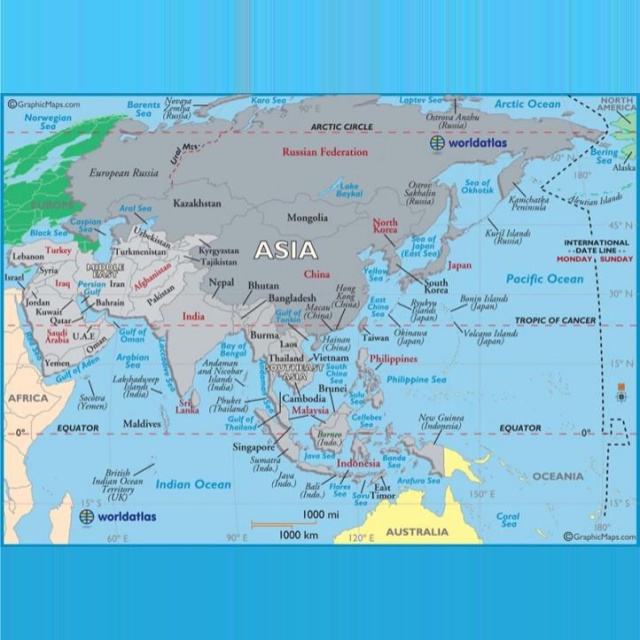 ©GraphicMaps.com
Barents
Sea
Novaya
Zemlya
(Russia)
Kara Sea
90° E
Laptev Sea
Ostrova Anzhu
(Russia)
Arctic Ocean
NORTH
AMERICA
Norwegian
Sea
ARCTIC CIRCLE
worldatlas
Bering
Sea
Alaska
Ural Mts.
Russian Federation
60° N
180°
European Russia
Lake
Baykal
Ostrov
Sakhalin
(Russia)
Sea of
Okhotsk
Kamchatka
Peninsula
Aleutian Islands
EUROPE
Aral Sea
Kazakhstan
Mongolia
North
Korea
Kuril Islands
(Russia)
45° N
Black Sea
Caspian
Sea
Uzbekistan
Turkmenistan
Kyrgyzstan
Tajikistan
ASIA
Sea of
Japan
(East Sea)
INTERNATIONAL
DATE LINE
MONDAY
SUNDAY
Turkey
Lebanon
Syria
Israel
Iraq
MIDDLE
EAST
Iran
Afghanistan
China
Yellow
Sea
Japan
South
Korea
Pacific Ocean
Jordan
Kuwait
Persian
Gulf
Bahrain
Pakistan
Nepal
Bhutan
Bangladesh
Hong
Kong
(China)
Macau
(China)
East
China
Sea
Ryukyu
Islands
(Japan)
Bonin Islands
(Japan)
30° N
Qatar
Saudi
Arabia
U.A.E
Oman
India
Gulf of
Tonkin
TROPIC OF CANCER
Yemen
Gulf of Aden
Gulf of
Oman
Arabian
Sea
Bay of
Bengal
Burma
Laos
Thailand
Vietnam
Hainan
(China)
Taiwan
Okinawa
(Japan)
Volcano Islands
(Japan)
SOUTHEAST
ASIA
South
China
Sea
Philippines
15° N
Lakshadweep
Islands
(India)
Andaman
and Nicobar
Islands
(India)
Brunei
Sulu
Sea
Philippine Sea
AFRICA
Socotra
(Yemen)
Sri
Lanka
Phuket
(Thailand)
Cambodia
Malaysia
Maldives
Gulf of
Thailand
Celebes
Sea
New Guinea
(Indonesia)
0°
EQUATOR
EQUATOR
0°
Singapore
Borneo
(Indo.)
Sumatra
(Indo.)
Java Sea
Indonesia
Banda
Sea
British
Indian Ocean
Territory
(UK)
Indian Ocean
Java
(Indo.)
Bali
(Indo.)
Flores
Sea
Savu
Sea
East
Timor
Arafura Sea
OCEANIA
15° S
150° E
15° S
worldatlas
1000 mi
1000 km
AUSTRALIA
Coral
Sea
60° E
90° E
120° E
180°
©GraphicMaps.com